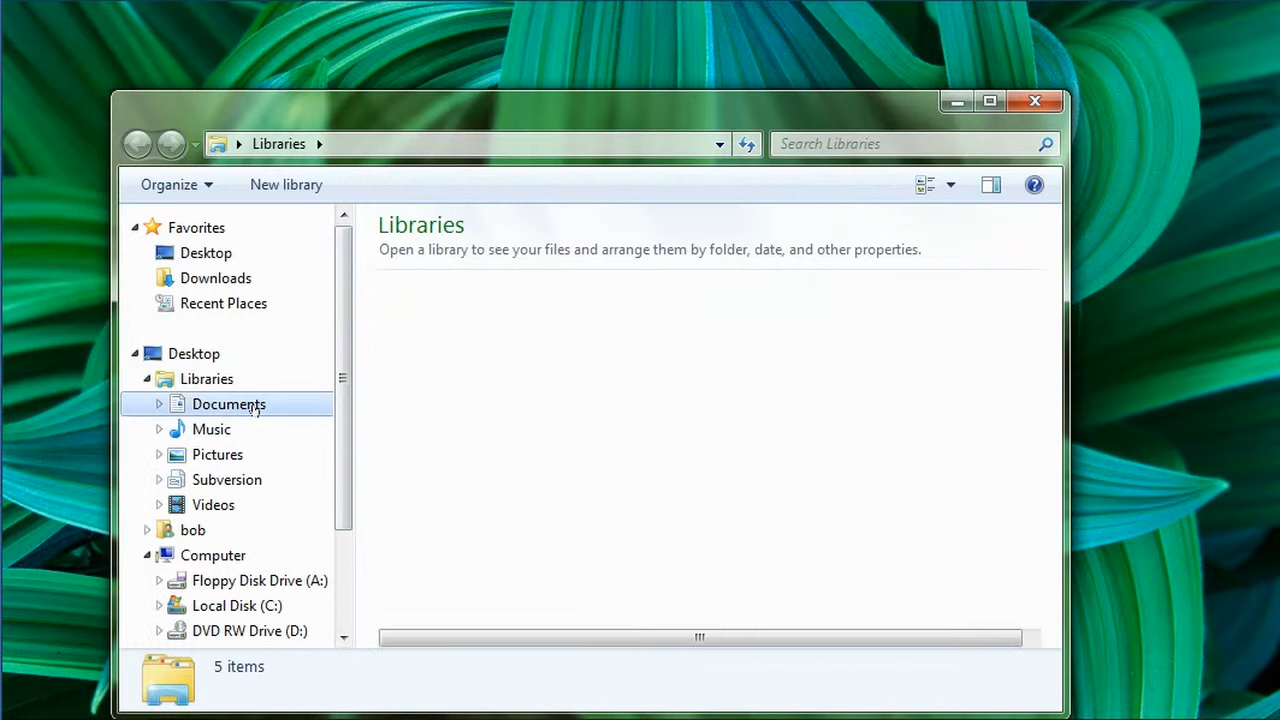 Libraries
Search Libraries
Organize
New library
Favorites
Desktop
Downloads
Recent Places
Desktop
Libraries
Documents
Music
Pictures
Subversion
Videos
bob
Computer
Floppy Disk Drive (A:)
Local Disk (C:)
DVD RW Drive (D:)
Libraries
Open a library to see your files and arrange them by folder, date, and other properties.
5 items